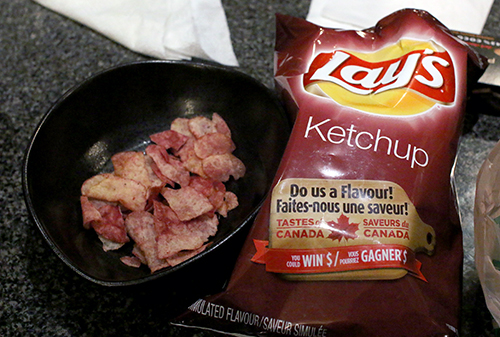 Lay's
Ketchup
Do us a Flavour!
Faites-nous une saveur!
TASTES OF SAVEURS DU
CANADA CANADA
YOU COULD WIN $ / VOUS POURRIEZ GAGNER $
SIMULATED FLAVOUR / SAVEUR SIMULÉE